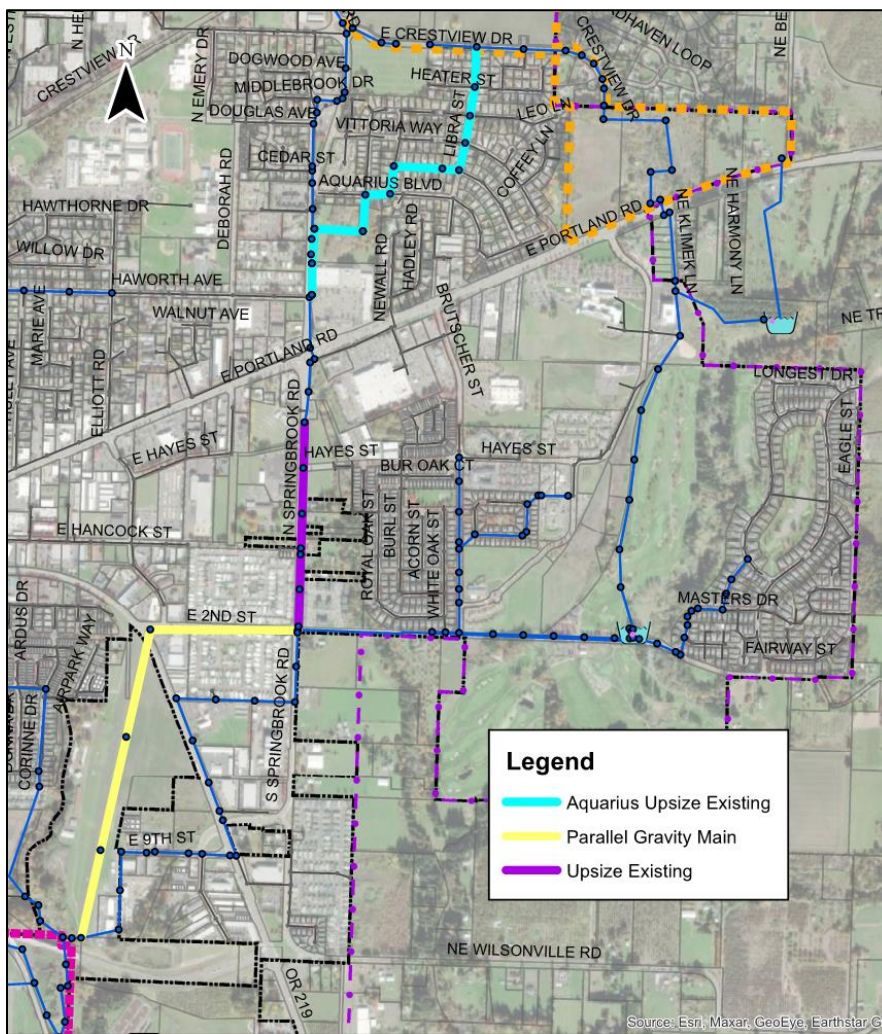 E CRESTVIEW DR
CRESTVIEW DR
N
N EMERY DR
DOGWOOD AVE
MIDDLEBROOK DR
DOUGLAS AVE
HEATER ST
LIBRA ST
VITTORIA WAY
LEO LN
CRESTVIEW DR
CEDAR ST
COFFEY LN
AQUARIUS BLVD
DEBORAH RD
HAWTHORNE DR
WILLOW DR
NEWALL RD
HADLEY RD
E PORTLAND RD
NE KLIMEK LN
NE HARMONY LN
HAWORTH AVE
WALNUT AVE
MARIE AVE
ELLIOTT RD
E PORTLAND RD
BRUTSCHER ST
LONGEST DR
EAGLE ST
E HAYES ST
N SPRINGBROOK RD
HAYES ST
HAYES ST
BUR OAK CT
E HANCOCK ST
ROYAL OAK ST
BURL ST
ACORN ST
WHITE OAK ST
E 2ND ST
MASTERS DR
FAIRWAY ST
ARDUS DR
AIRPARK WAY
CORINNE DR
S SPRINGBROOK RD
E 9TH ST
OR 219
NE WILSONVILLE RD
Legend
Aquarius Upsize Existing
Parallel Gravity Main
Upsize Existing
Source: Esri, Maxar, GeoEye, Earthstar G